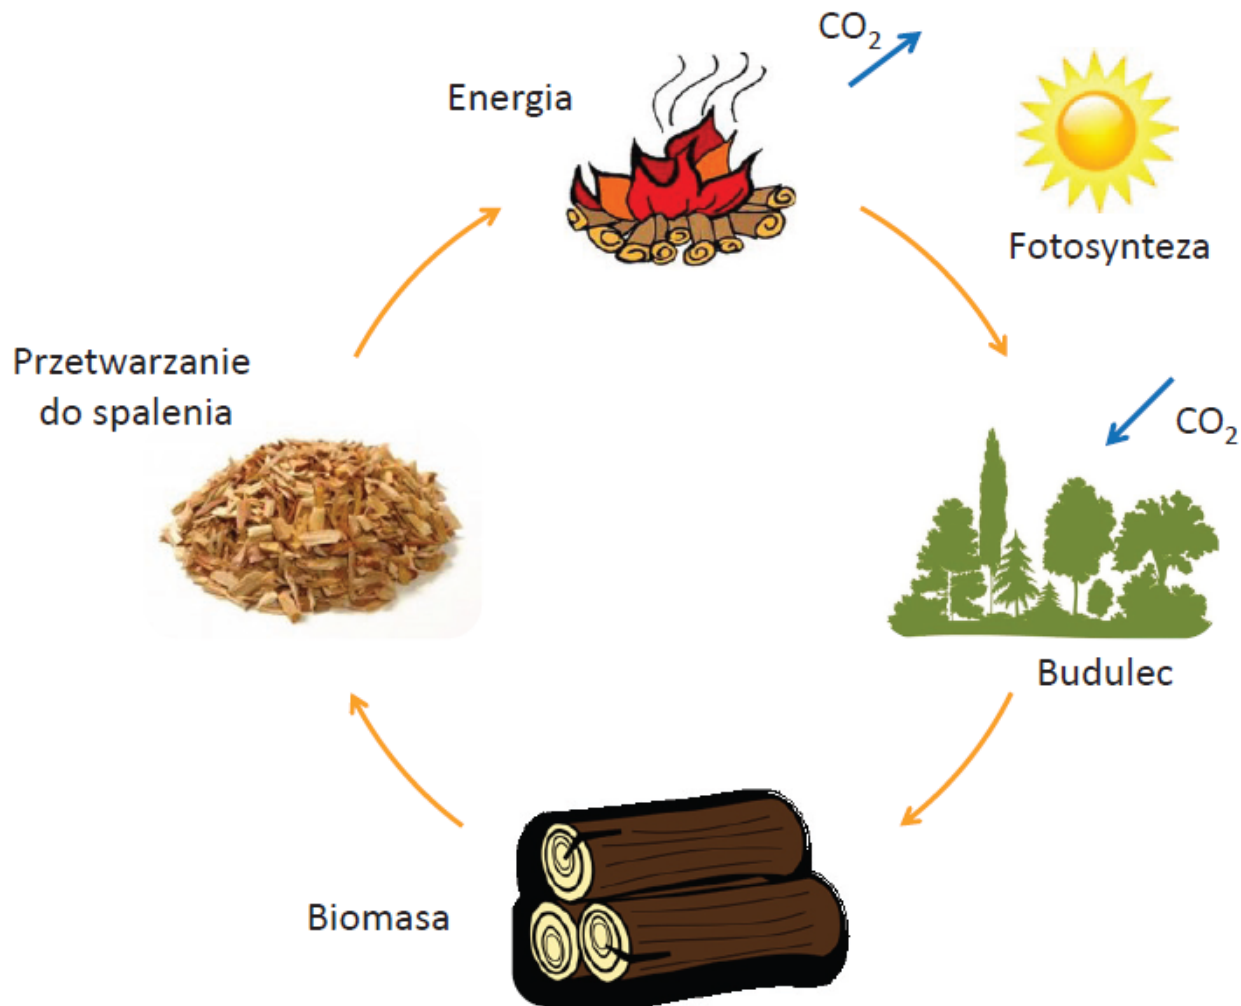 CO₂
Energia
Fotosynteza
Przetwarzanie
do spalenia
CO₂
Budulec
Biomasa